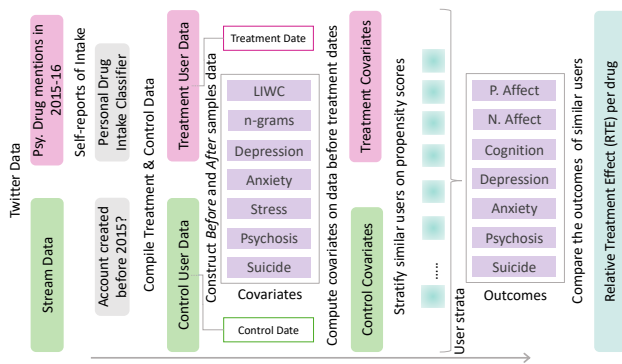 Twitter Data
Psy. Drug mentions in
2015-16
Stream Data
Self-reports of Intake
Personal Drug
Intake Classifier
Account created
before 2015?
Compile Treatment & Control Data
Treatment User Data
Control User Data
Construct Before and After samples data
Treatment Date
LIWC
n-grams
Depression
Anxiety
Stress
Psychosis
Suicide
Covariates
Control Date
Compute covariates on data before treatment dates
Treatment Covariates
Control Covariates
Stratify similar users on propensity scores
.....
User strata
P. Affect
N. Affect
Cognition
Depression
Anxiety
Psychosis
Suicide
Outcomes
Compare the outcomes of similar users
Relative Treatment Effect (RTE) per drug